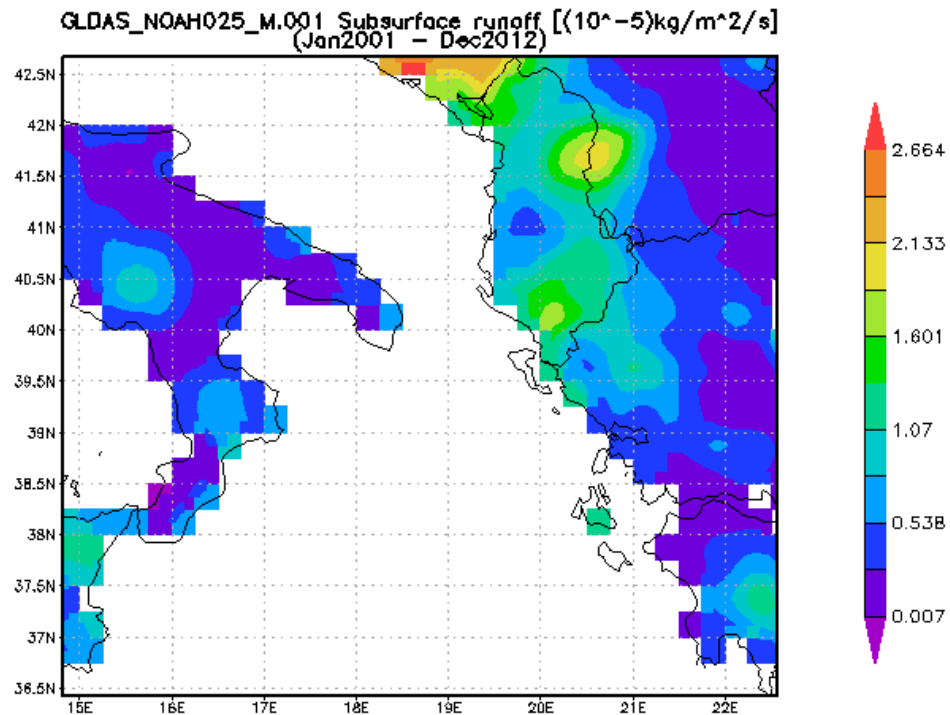 GLDAS_NOAH025_M.001 Subsurface runoff [(10^-5)kg/m^2/s]
(Jan2001 - Dec2012)
42.5N
42N
41.5N
41N
40.5N
40N
39.5N
39N
38.5N
38N
37.5N
37N
36.5N
15E 16E 17E 18E 19E 20E 21E 22E
2.664
2.133
1.601
1.07
0.538
0.007